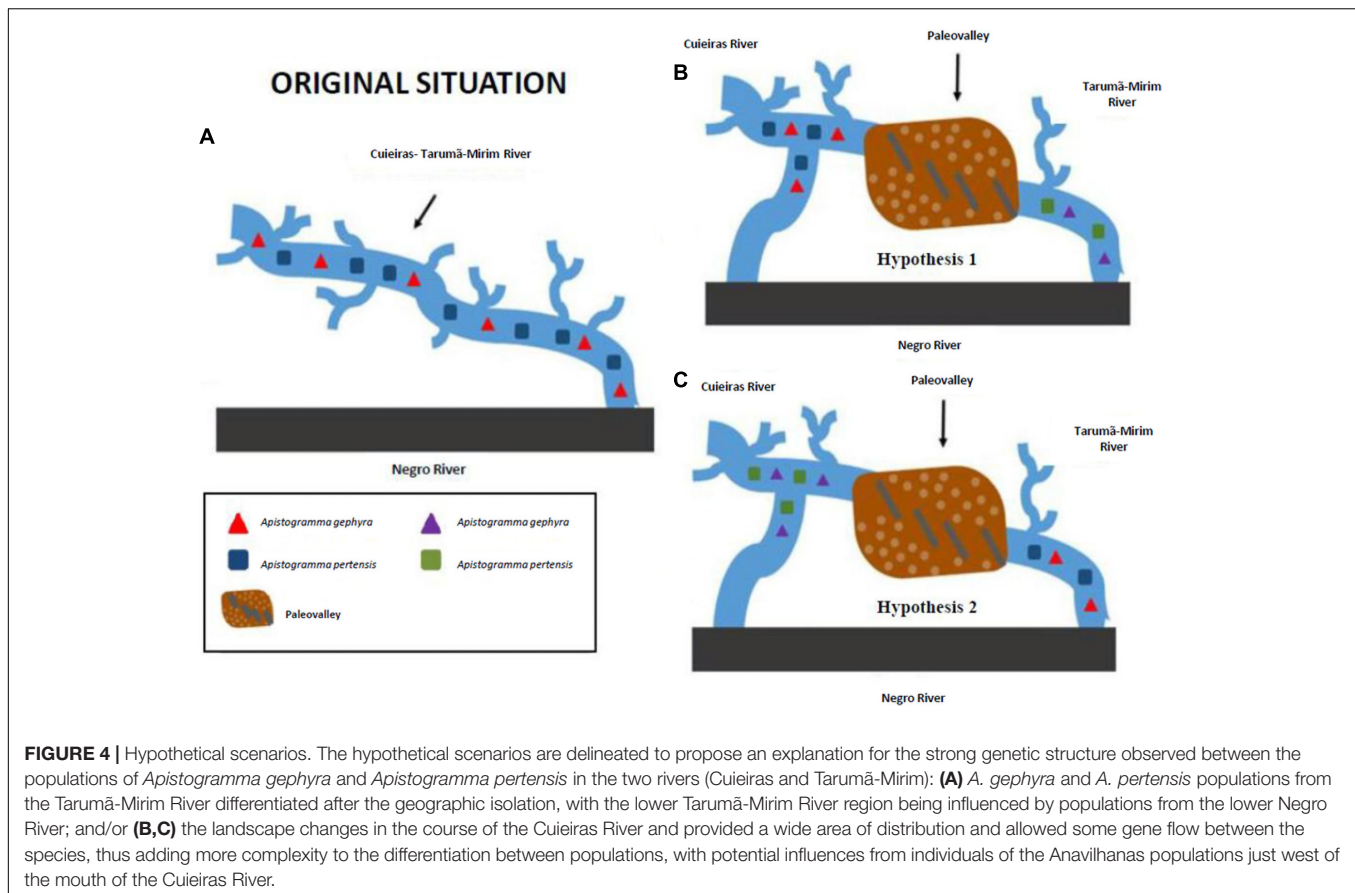 ORIGINAL SITUATION
A
Cuieiras- Tarumã-Mirim River
Negro River
Apistogramma gephyra
Apistogramma gephyra
Apistogramma pertensis
Apistogramma pertensis
Paleovalley
Cuieiras River
Paleovalley
B
Tarumã-Mirim
River
Hypothesis 1
Negro River
C
Cuieiras River
Paleovalley
Tarumã-Mirim
River
Hypothesis 2
Negro River
FIGURE 4 | Hypothetical scenarios. The hypothetical scenarios are delineated to propose an explanation for the strong genetic structure observed between the
populations of Apistogramma gephyra and Apistogramma pertensis in the two rivers (Cuieiras and Tarumã-Mirim): (A) A. gephyra and A. pertensis populations from
the Tarumã-Mirim River differentiated after the geographic isolation, with the lower Tarumã-Mirim River region being influenced by populations from the lower Negro
River; and/or (B,C) the landscape changes in the course of the Cuieiras River and provided a wide area of distribution and allowed some gene flow between the
species, thus adding more complexity to the differentiation between populations, with potential influences from individuals of the Anavilhanas populations just west of
the mouth of the Cuieiras River.